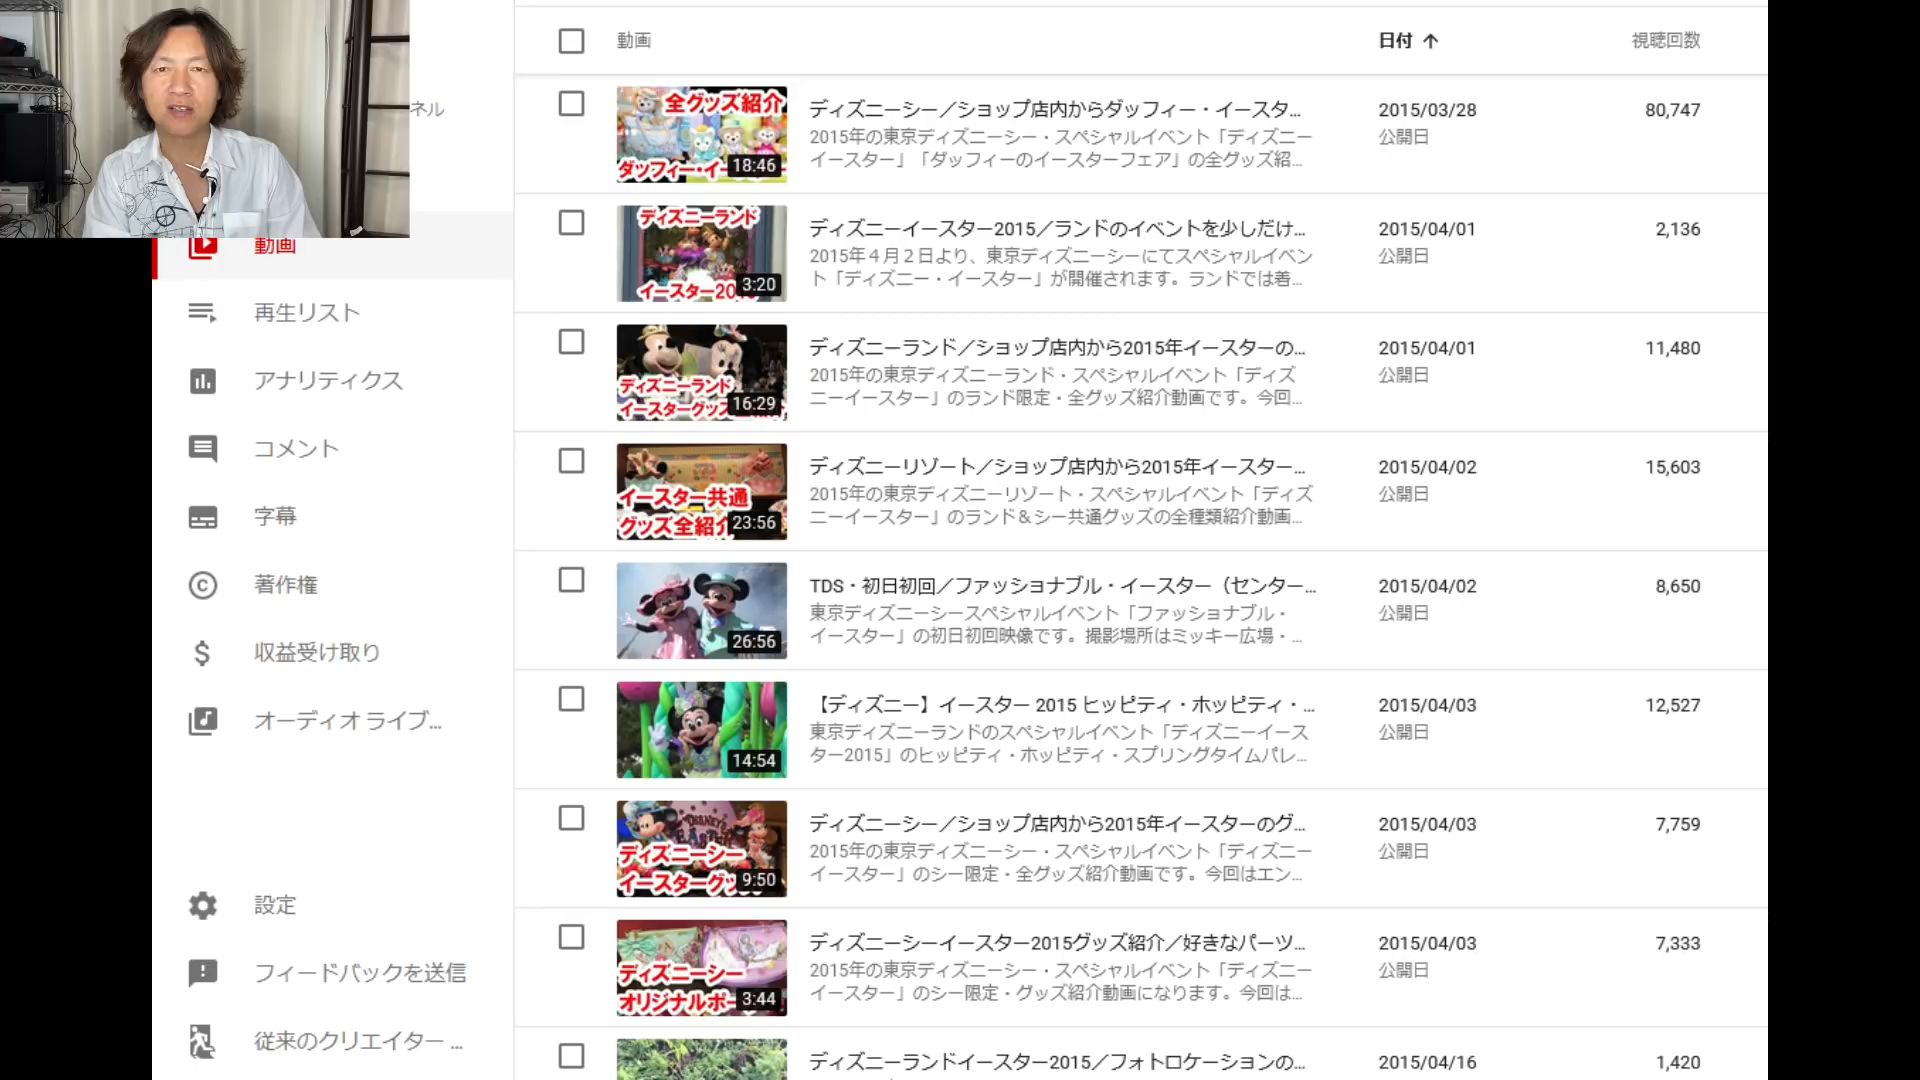 ネル
動画
再生リスト
アナリティクス
コメント
字幕
著作権
収益受け取り
オーディオ ライブ...
設定
フィードバックを送信
従来のクリエイター ...
動画
日付
視聴回数
全グッズ紹介
ダッフィー・イー
18:46
ディズニーシー／ショップ店内からダッフィー・イースタ...
2015年の東京ディズニーシー・スペシャルイベント「ディズニー
イースター」「ダッフィーのイースターフェア」の全グッズ紹...
2015/03/28
公開日
80,747
ディズニーランド
イースター20
3:20
ディズニーイースター2015／ランドのイベントを少しだけ...
2015年４月２日より、東京ディズニーシーにてスペシャルイベン
ト「ディズニー・イースター」が開催されます。ランドでは着...
2015/04/01
公開日
2,136
ディズニーランド
イースターグッズ
16:29
ディズニーランド／ショップ店内から2015年イースターの...
2015年の東京ディズニーランド・スペシャルイベント「ディズ
ニーイースター」のランド限定・全グッズ紹介動画です。今回...
2015/04/01
公開日
11,480
イースター共通
グッズ全紹介
23:56
ディズニーリゾート／ショップ店内から2015年イースター...
2015年の東京ディズニーリゾート・スペシャルイベント「ディズ
ニーイースター」のランド＆シー共通グッズの全種類紹介動画...
2015/04/02
公開日
15,603
26:56
TDS・初日初回／ファッショナブル・イースター（センター...
東京ディズニーシースペシャルイベント「ファッショナブル・
イースター」の初日初回映像です。撮影場所はミッキー広場・...
2015/04/02
公開日
8,650
14:54
【ディズニー】イースター 2015 ヒッピティ・ホッピティ・...
東京ディズニーランドのスペシャルイベント「ディズニーイース
ター2015」のヒッピティ・ホッピティ・スプリングタイムパレ...
2015/04/03
公開日
12,527
DISNEY'S
EASTER
ディズニーシー
イースターグッ
9:50
ディズニーシー／ショップ店内から2015年イースターのグ...
2015年の東京ディズニーシー・スペシャルイベント「ディズニー
イースター」のシー限定・全グッズ紹介動画です。今回はエン...
2015/04/03
公開日
7,759
ディズニーシー
オリジナルポー
3:44
ディズニーシーイースター2015グッズ紹介／好きなパーツ...
2015年の東京ディズニーシー・スペシャルイベント「ディズニー
イースター」のシー限定・グッズ紹介動画になります。今回は...
2015/04/03
公開日
7,333
ディズニーランドイースター2015／フォトロケーションの...
2015/04/16
1,420